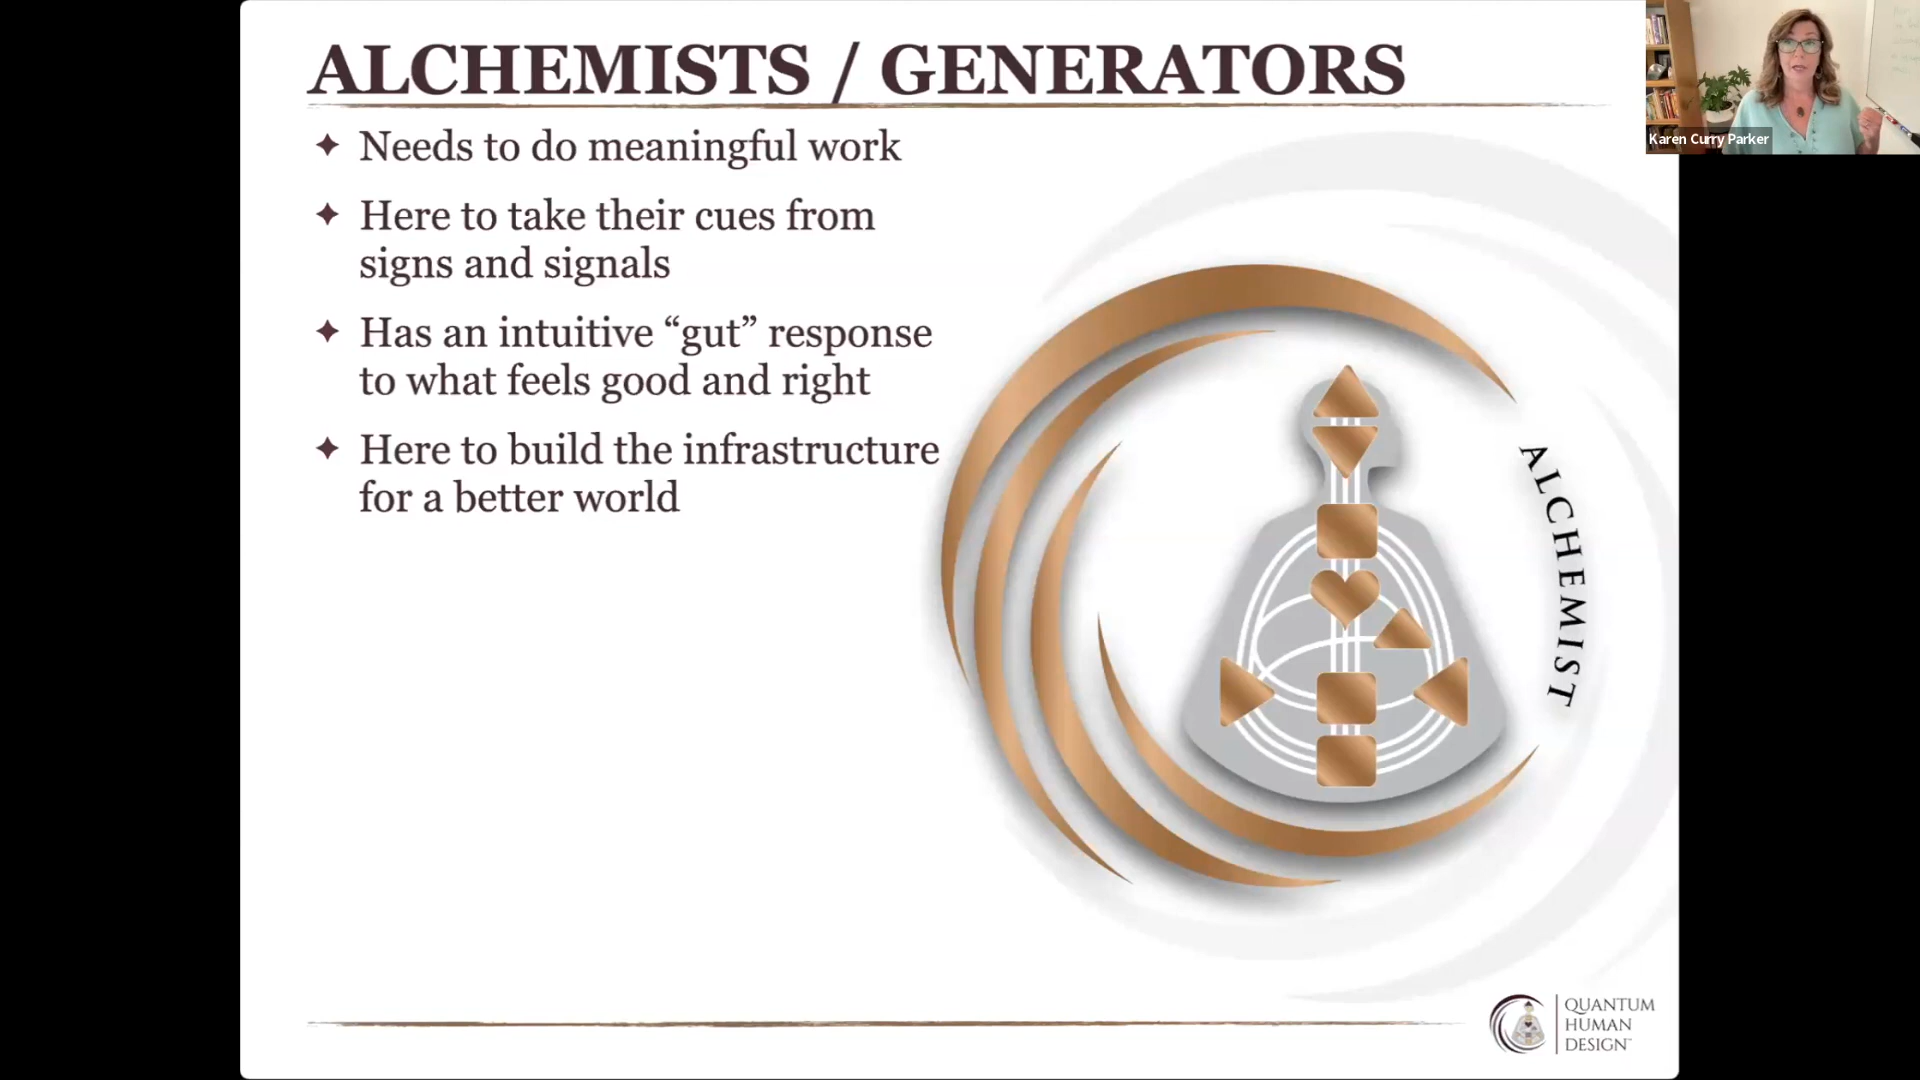 ALCHEMISTS / GENERATORS
Karen Curry Parker
✦ Needs to do meaningful work
✦ Here to take their cues from
signs and signals
✦ Has an intuitive “gut” response
to what feels good and right
✦ Here to build the infrastructure
for a better world
ALCHEMIST
QUANTUM
HUMAN
DESIGN™